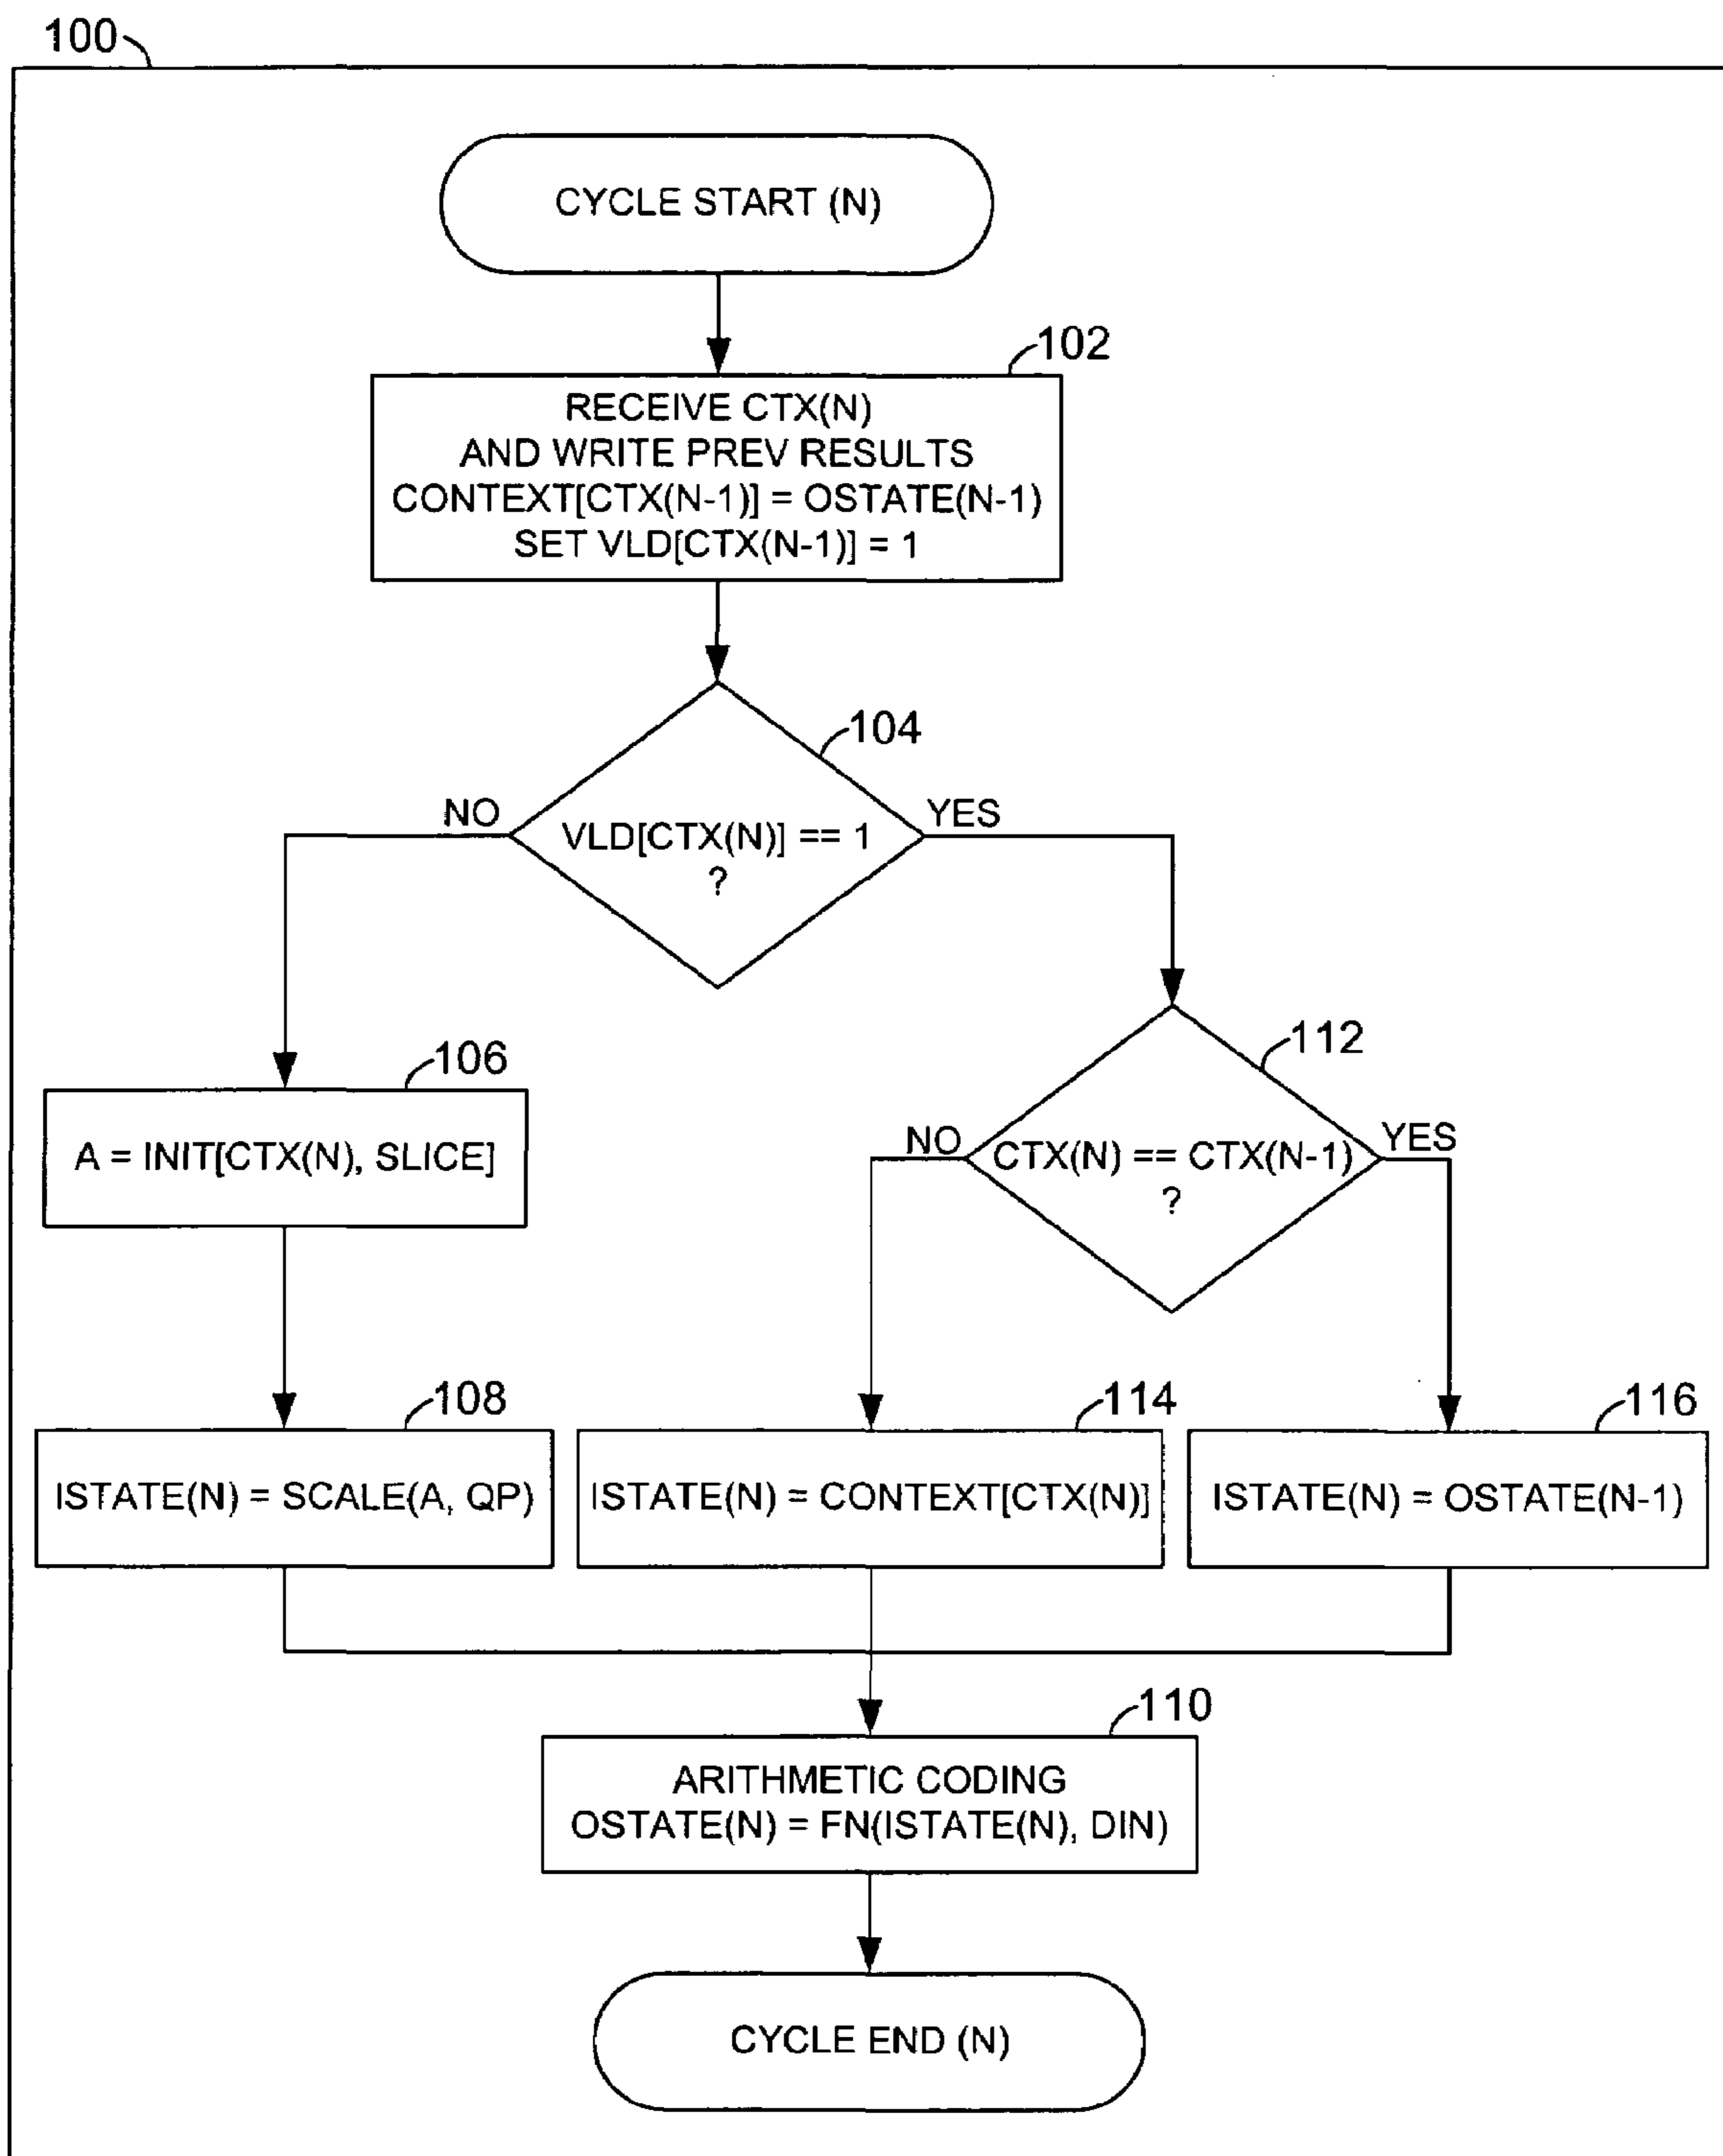 100
CYCLE START (N)
102
RECEIVE CTX(N)
AND WRITE PREV RESULTS
CONTEXT[CTX(N-1)] = OSTATE(N-1)
SET VLD[CTX(N-1)] = 1
104
NO
YES
VLD[CTX(N)] == 1
?
106
A = INIT[CTX(N), SLICE]
112
NO
YES
CTX(N) == CTX(N-1)
?
108
ISTATE(N) = SCALE(A, QP)
114
ISTATE(N) = CONTEXT[CTX(N)]
116
ISTATE(N) = OSTATE(N-1)
110
ARITHMETIC CODING
OSTATE(N) = FN(ISTATE(N), DIN)
CYCLE END (N)